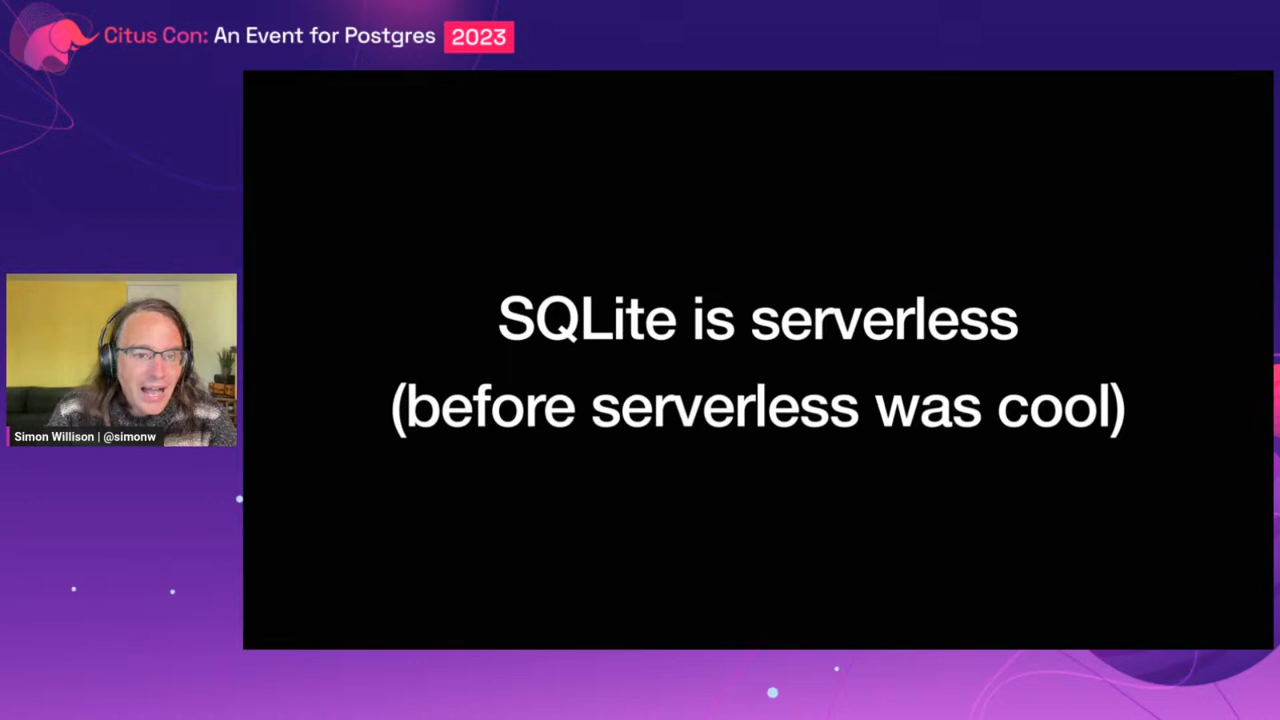 Citus Con: An Event for Postgres 2023
SQLite is serverless
(before serverless was cool)
Simon Willison | @simonw